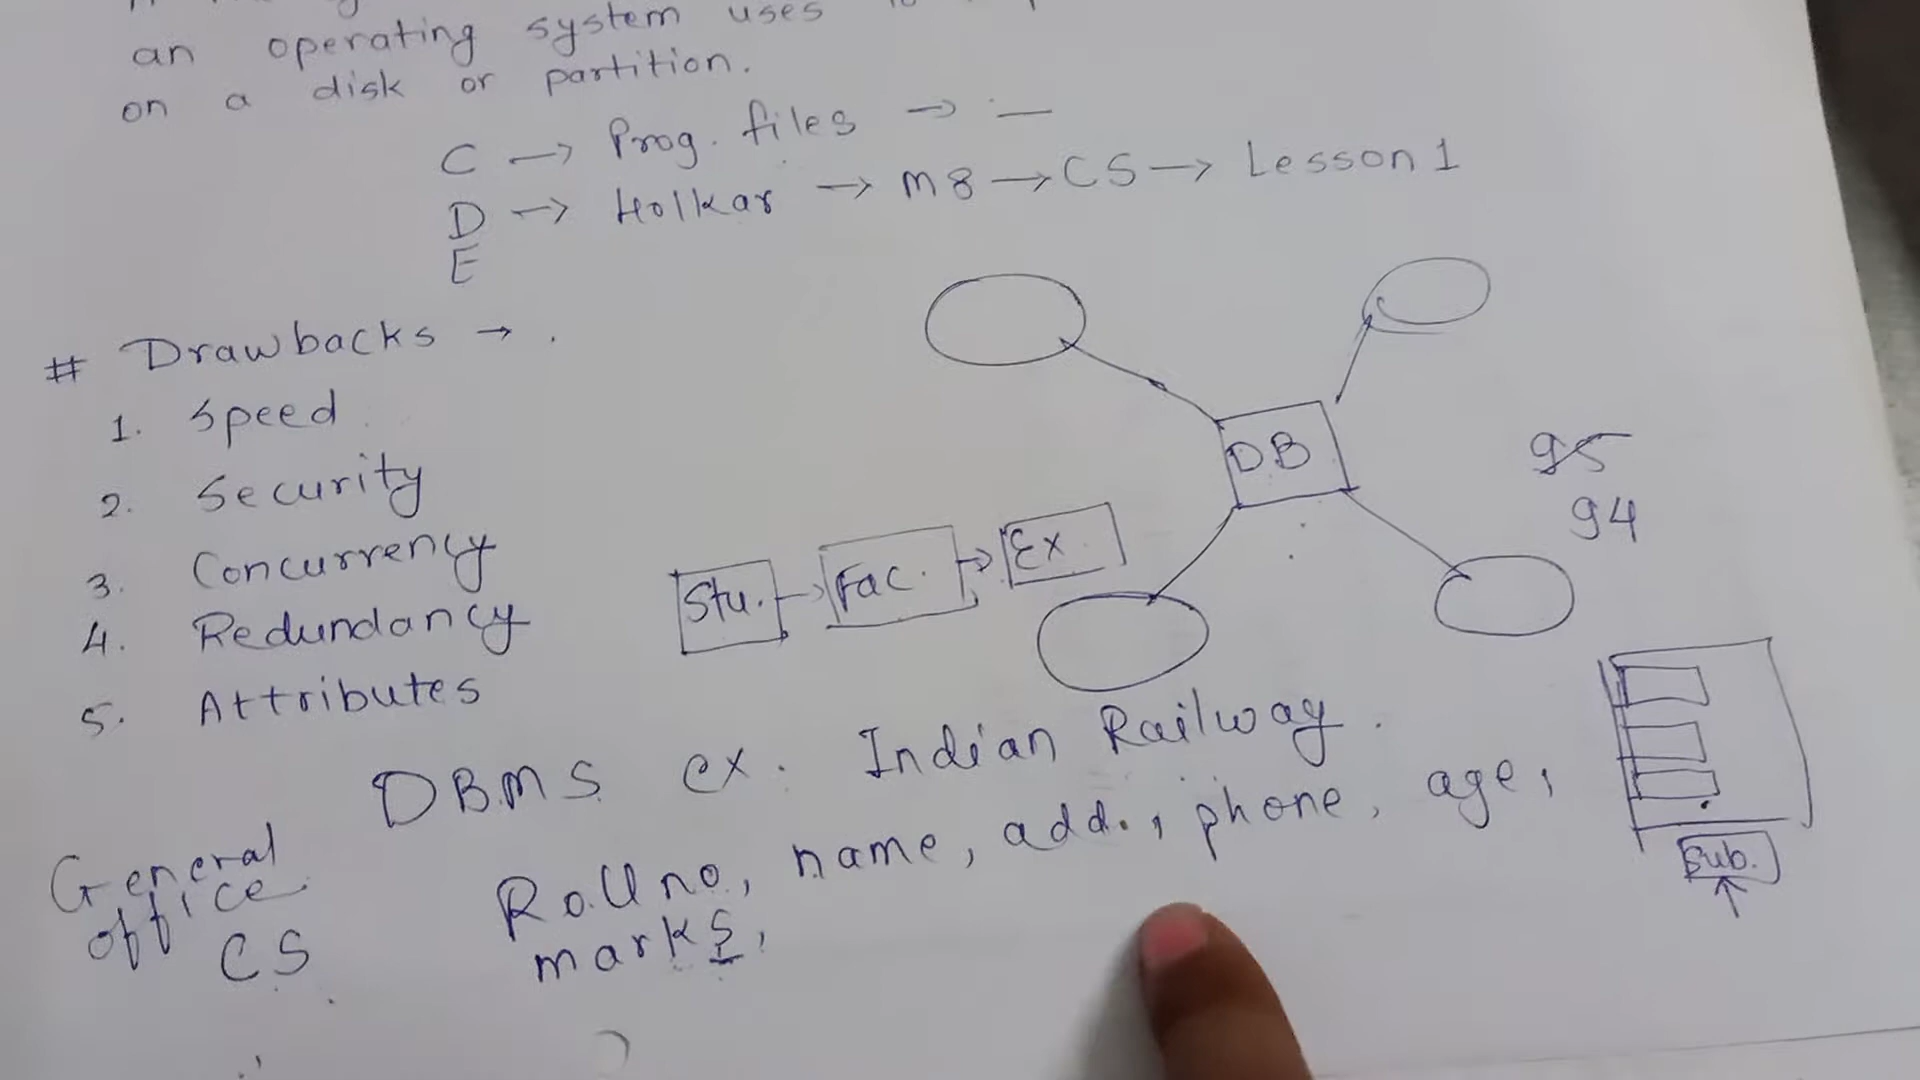 an operating system uses
on a disk or partition.
C → Prog. files → —
D → Holkar → M8 → CS → Lesson 1
E
# Drawbacks → .
1. Speed
2. Security
3. Concurrency
4. Redundancy
5. Attributes
DB
95
94
Stu. → Fac. → Ex.
DBMS ex. Indian Railway.
Roll no, name, add., phone, age,
marks,
Sub.
General
office
CS